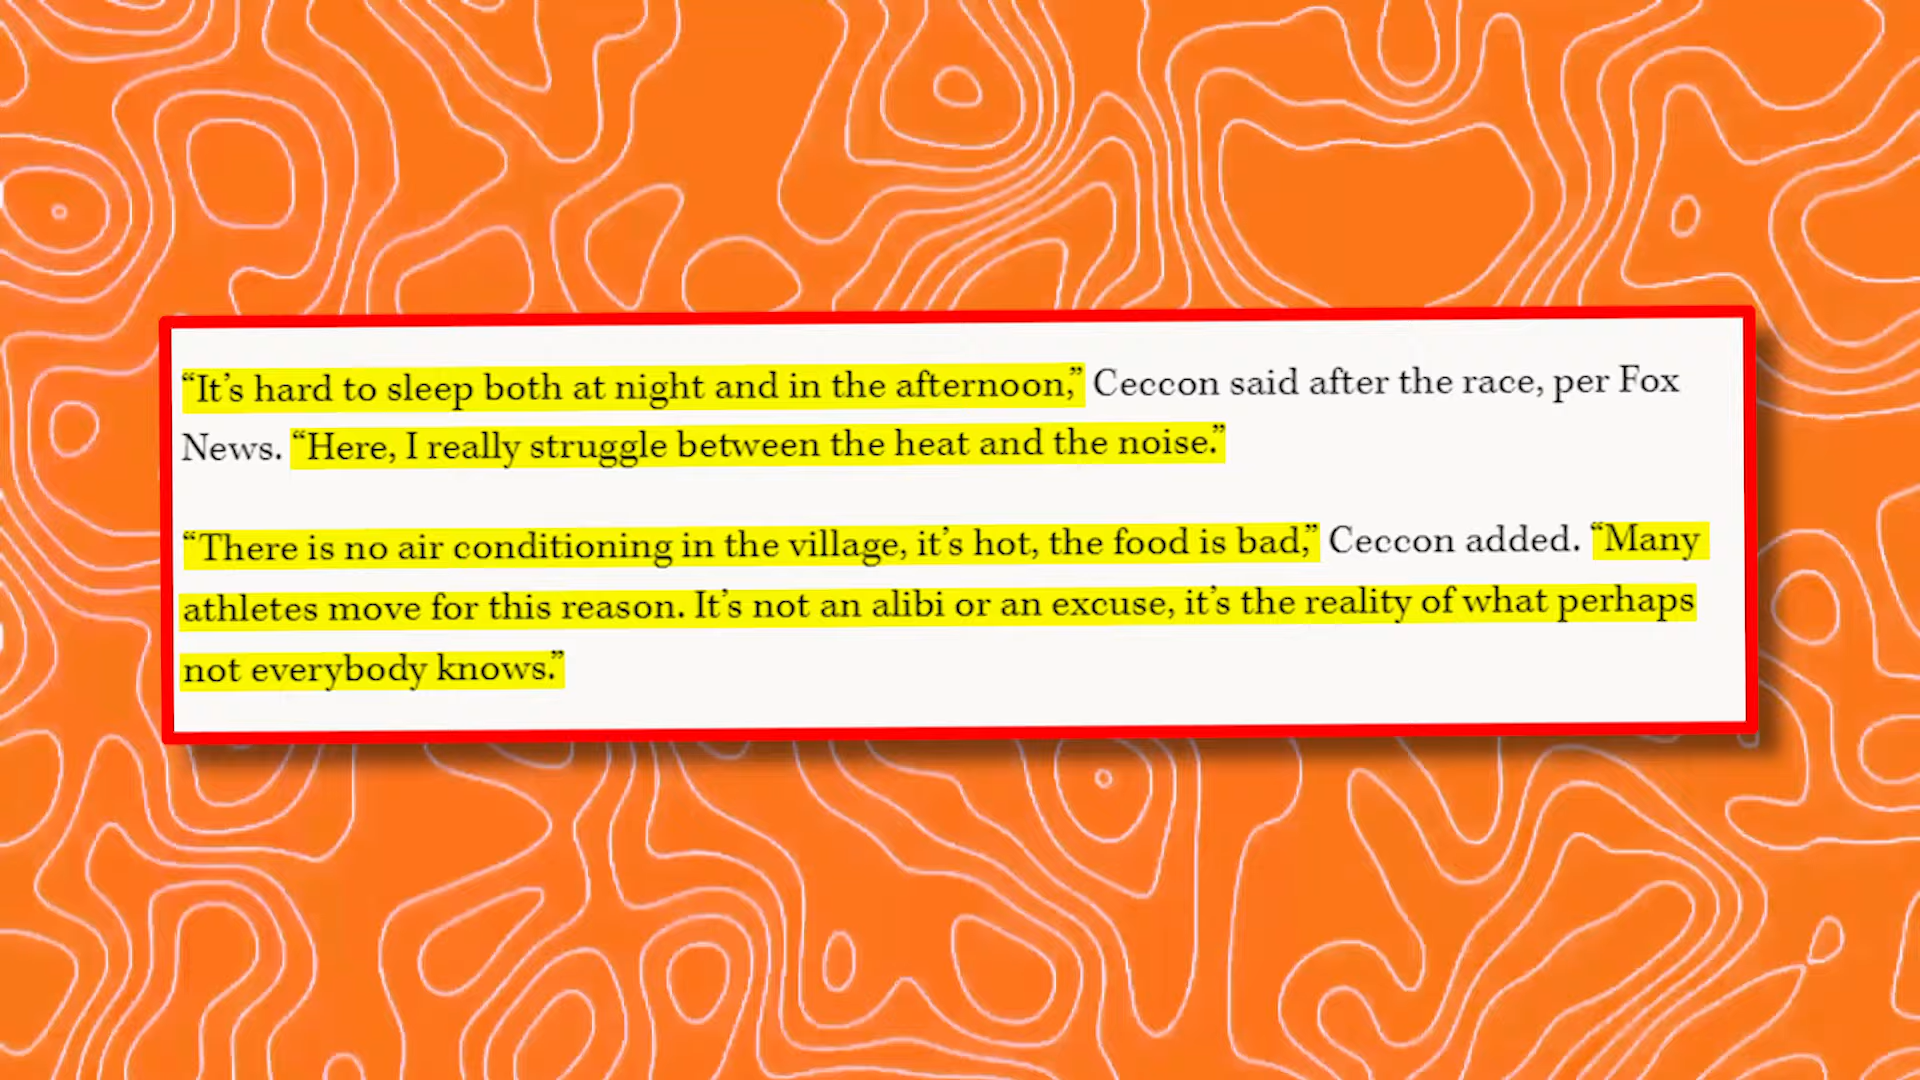 “It’s hard to sleep both at night and in the afternoon,” Ceccon said after the race, per Fox
News. “Here, I really struggle between the heat and the noise.”
“There is no air conditioning in the village, it’s hot, the food is bad,” Ceccon added. “Many
athletes move for this reason. It’s not an alibi or an excuse, it’s the reality of what perhaps
not everybody knows.”